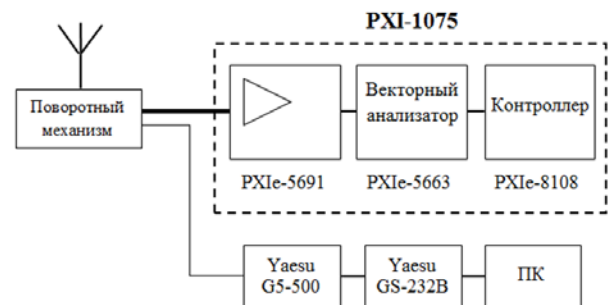 PXI-1075
Поворотный
механизм
Векторный
анализатор
Контроллер
PXIe-5691
PXIe-5663
PXIe-8108
Yaesu
G5-500
Yaesu
GS-232B
ПК